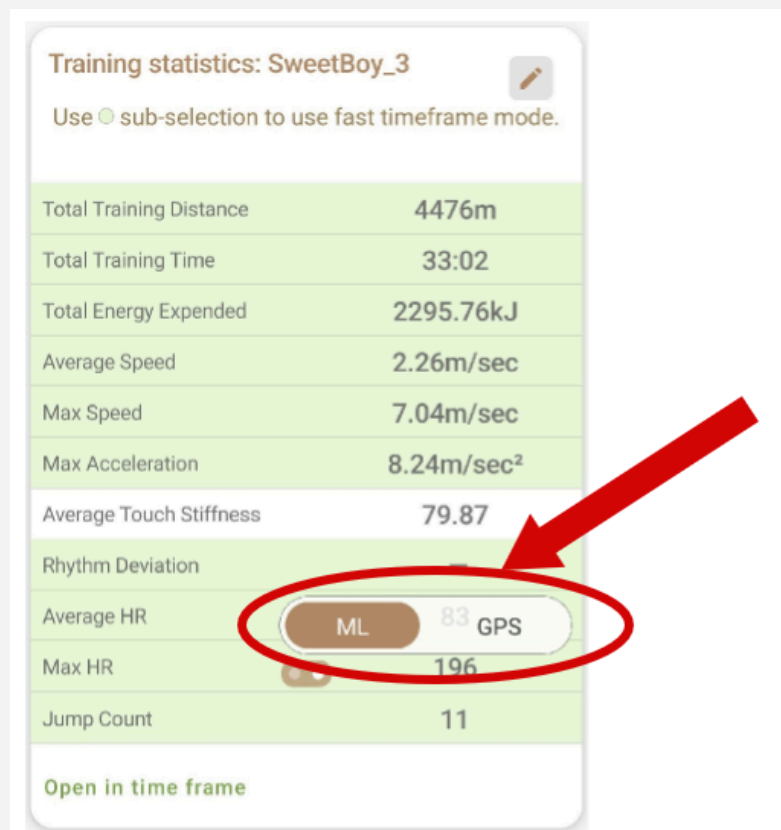 Training statistics: SweetBoy_3
Use sub-selection to use fast timeframe mode.
Total Training Distance 4476m
Total Training Time 33:02
Total Energy Expended 2295.76kJ
Average Speed 2.26m/sec
Max Speed 7.04m/sec
Max Acceleration 8.24m/sec²
Average Touch Stiffness 79.87
Rhythm Deviation –
Average HR 83
ML GPS
Max HR 196
Jump Count 11
Open in time frame